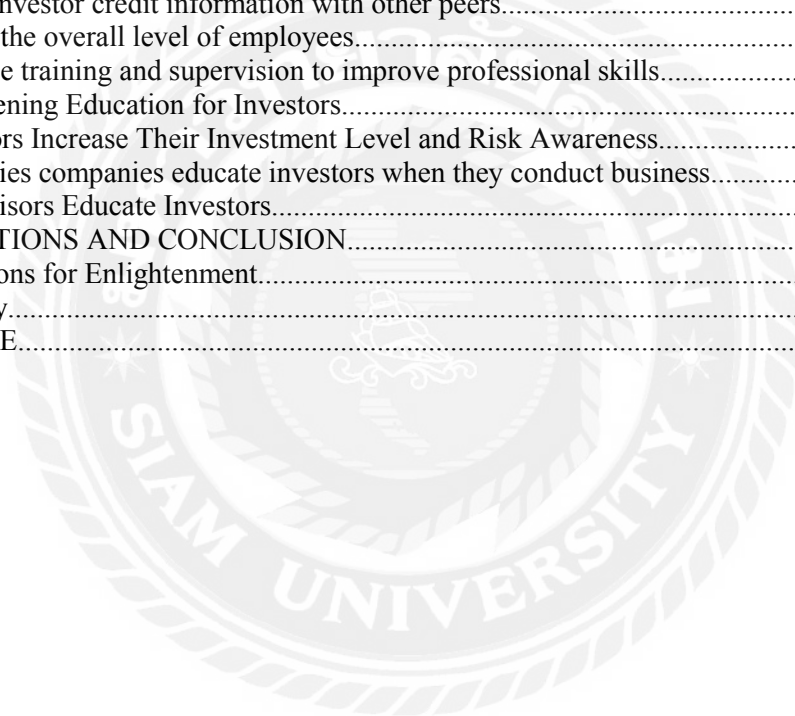 nvestor credit information with other peers
the overall level of employees
e training and supervision to improve professional skills
ening Education for Investors
ors Increase Their Investment Level and Risk Awareness
ies companies educate investors when they conduct business
isors Educate Investors
TIONS AND CONCLUSION
ons for Enlightenment
y
E
SIAM UNIVERSITY